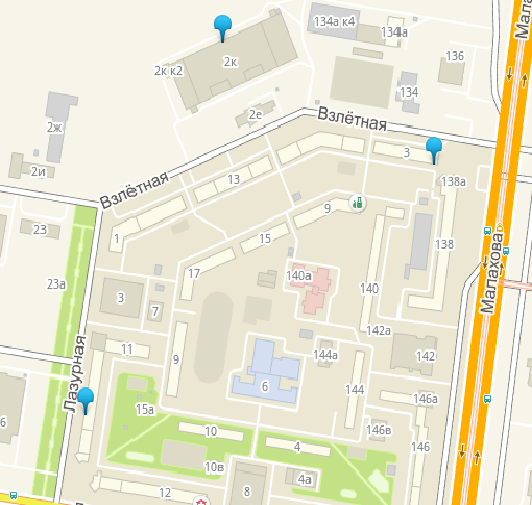 134а к4
134а
Малахова
2к
136
2к к2
134
2е
Взлётная
2ж
3
2и
13
138а
Взлётная
9
23
1
15
138
17
140а
23а
140
Малахова
3
7
142а
11
144а
142
9
Лазурная
6
144
146а
15а
6
10
146в
4
146
10в
4а
12
8